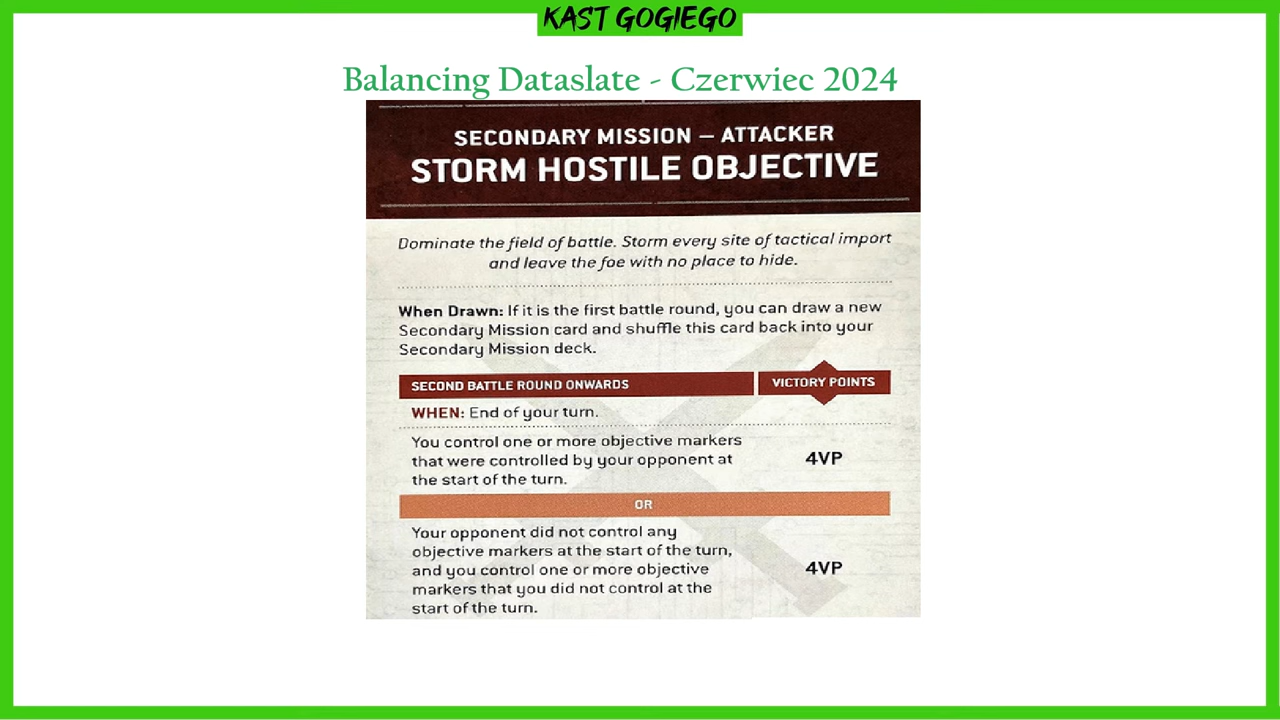 KAST GOGIEGO
Balancing Dataslate - Czerwiec 2024
SECONDARY MISSION – ATTACKER
STORM HOSTILE OBJECTIVE
Dominate the field of battle. Storm every site of tactical import
and leave the foe with no place to hide.
When Drawn: If it is the first battle round, you can draw a new
Secondary Mission card and shuffle this card back into your
Secondary Mission deck.
SECOND BATTLE ROUND ONWARDS VICTORY POINTS
WHEN: End of your turn.
You control one or more objective markers
that were controlled by your opponent at 4VP
the start of the turn.
OR
Your opponent did not control any
objective markers at the start of the turn,
and you control one or more objective 4VP
markers that you did not control at the
start of the turn.